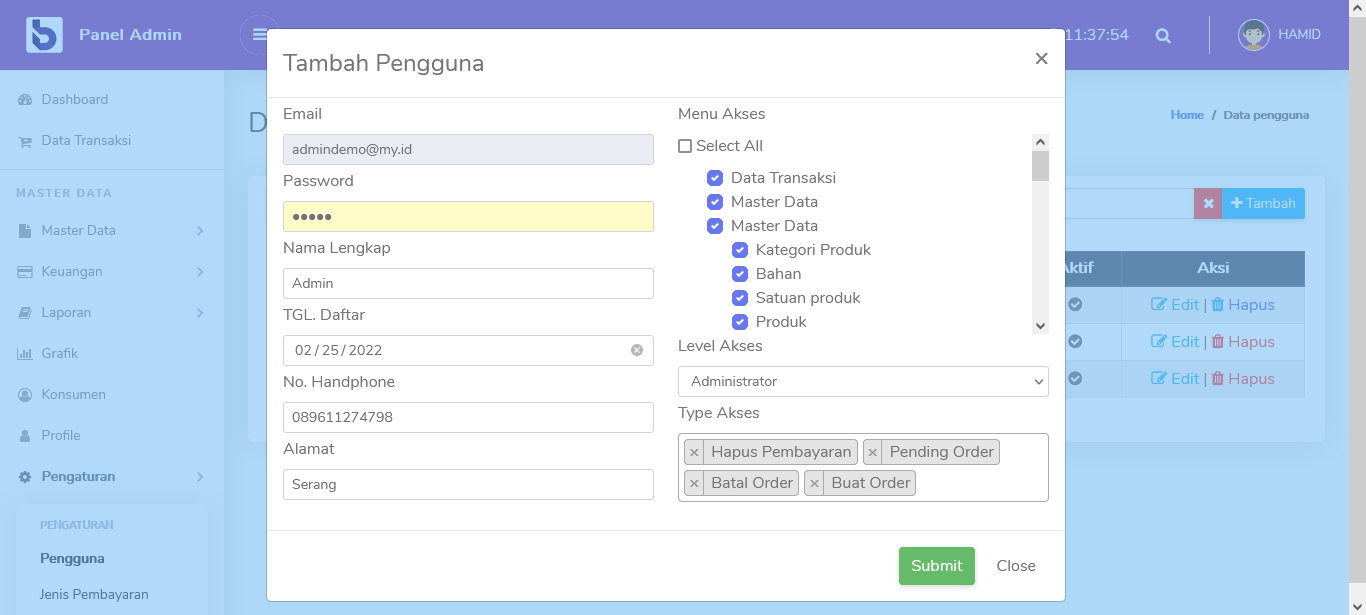 Panel Admin
11:37:54
HAMID
Dashboard
Data Transaksi
MASTER DATA
Master Data
Keuangan
Laporan
Grafik
Konsumen
Profile
Pengaturan
PENGATURAN
Pengguna
Jenis Pembayaran
D
Home / Data pengguna
Tambah
Aktif
Aksi
Edit | Hapus
Edit | Hapus
Edit | Hapus
Tambah Pengguna
×
Email
admindemo@my.id
Password
•••••
Nama Lengkap
Admin
TGL. Daftar
02/25/2022
No. Handphone
089611274798
Alamat
Serang
Menu Akses
Select All
Data Transaksi
Master Data
Master Data
Kategori Produk
Bahan
Satuan produk
Produk
Level Akses
Administrator
Type Akses
× Hapus Pembayaran × Pending Order
× Batal Order × Buat Order
Submit
Close